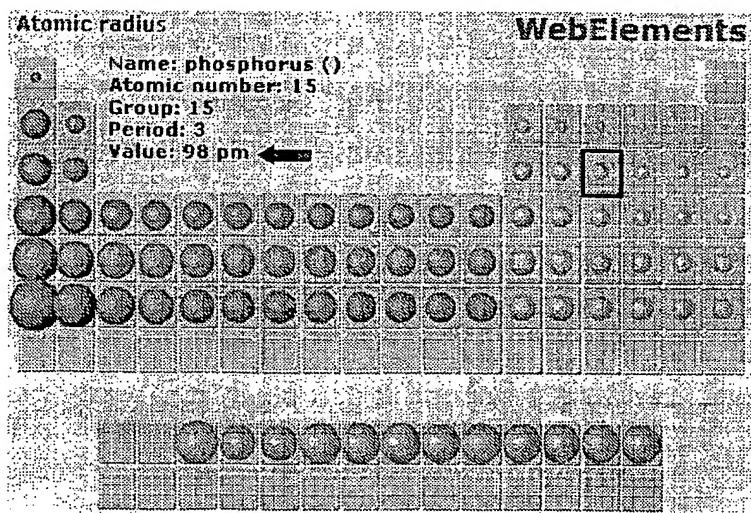 Atomic radius
WebElements
Name: phosphorus ()
Atomic number: 15
Group: 15
Period: 3
Value: 98 pm